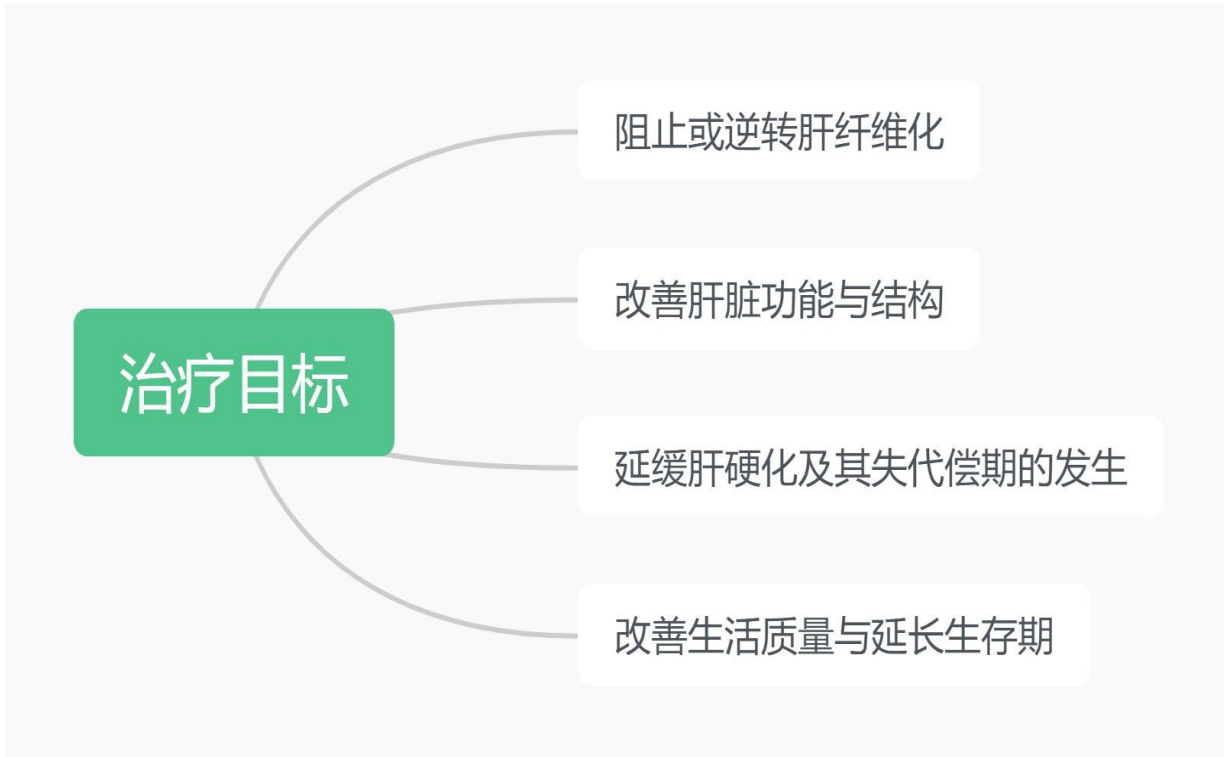 治疗目标
阻止或逆转肝纤维化
改善肝脏功能与结构
延缓肝硬化及其失代偿期的发生
改善生活质量与延长生存期